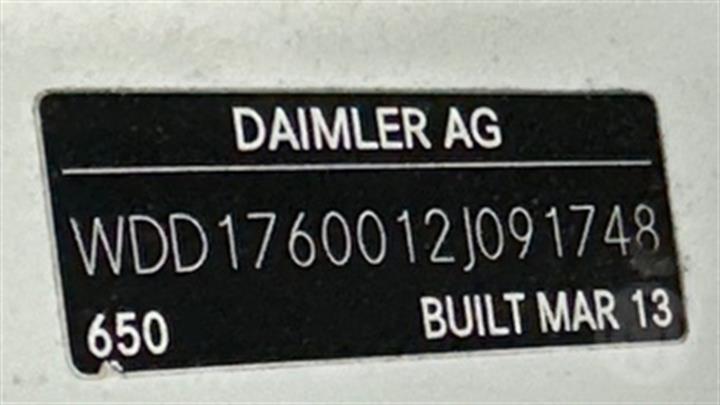 DAIMLER AG
WDD1760012J091748
650 BUILT MAR 13